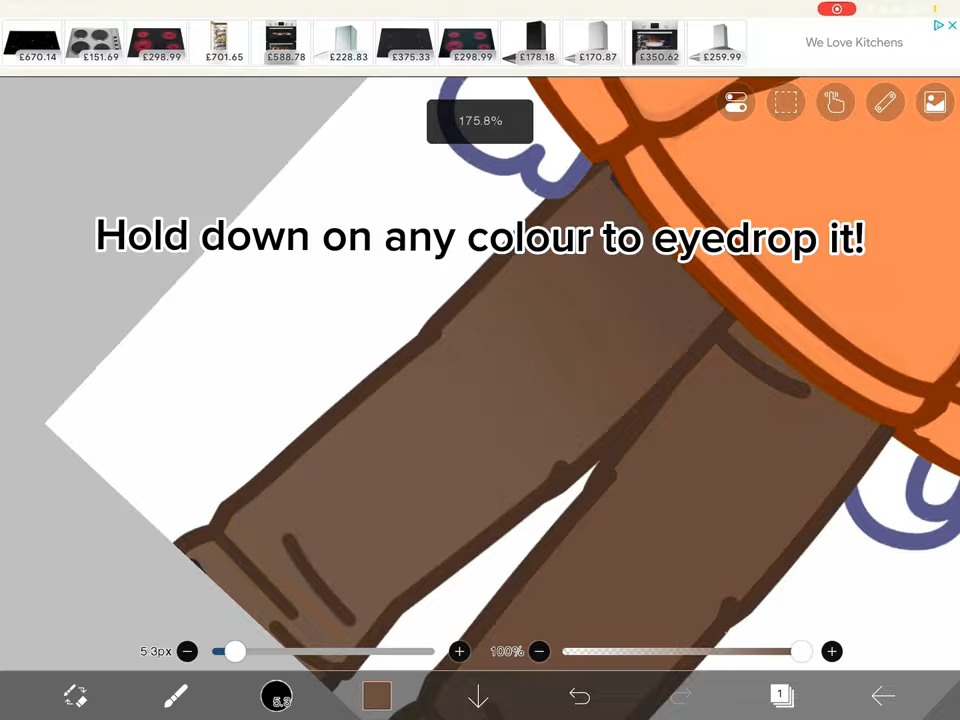 £670.14 £151.69 £298.99 £701.65 £588.78 £228.83 £375.33 £298.99 £178.18 £170.87 £350.62 £259.99
We Love Kitchens
175.8%
Hold down on any colour to eyedrop it!
5.3px
100%
5.3
1